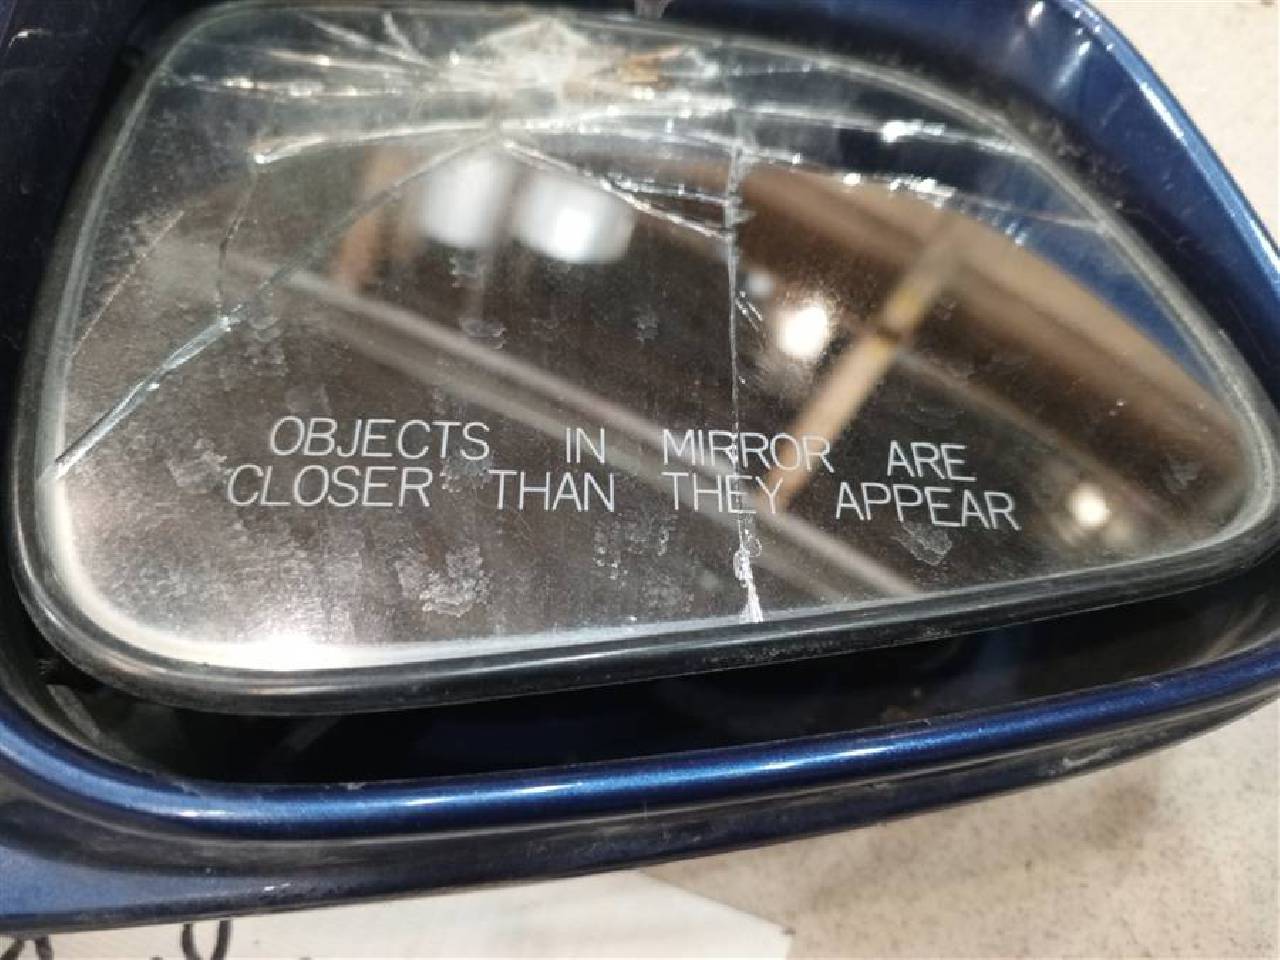 OBJECTS IN MIRROR ARE
CLOSER THAN THEY APPEAR